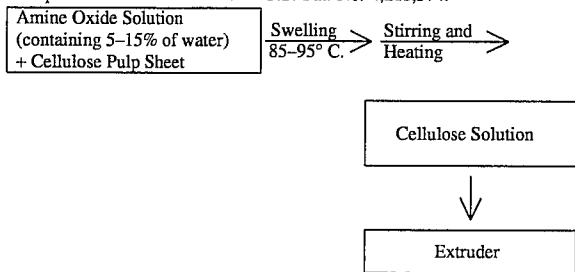 Amine Oxide Solution
(containing 5–15% of water)
+ Cellulose Pulp Sheet
Swelling
85–95° C.
Stirring and
Heating
Cellulose Solution
Extruder